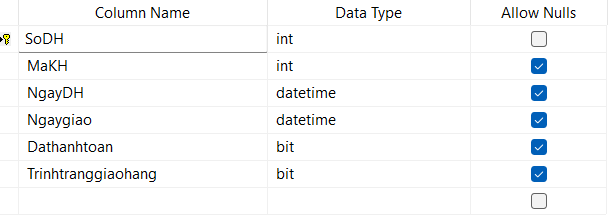 Column Name Data Type Allow Nulls
SoDH int
MaKH int
NgayDH datetime
Ngaygiao datetime
Dathanhtoan bit
Trinhtranggiaohang bit